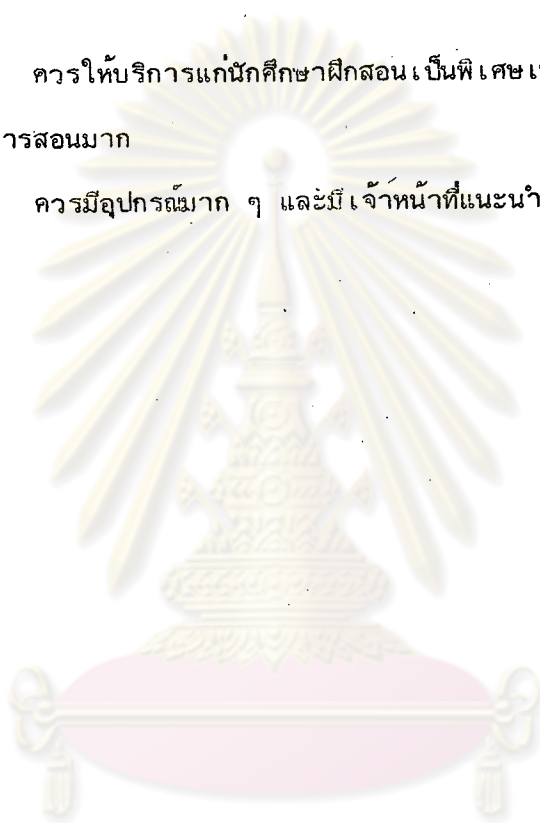 ควรให้บริการแก่นักศึกษาฝึกสอนเป็นพิเศษ
ารสอนมาก
ควรมีอุปกรณ์มาก ๆ และมีเจ้าหน้าที่แนะนำ